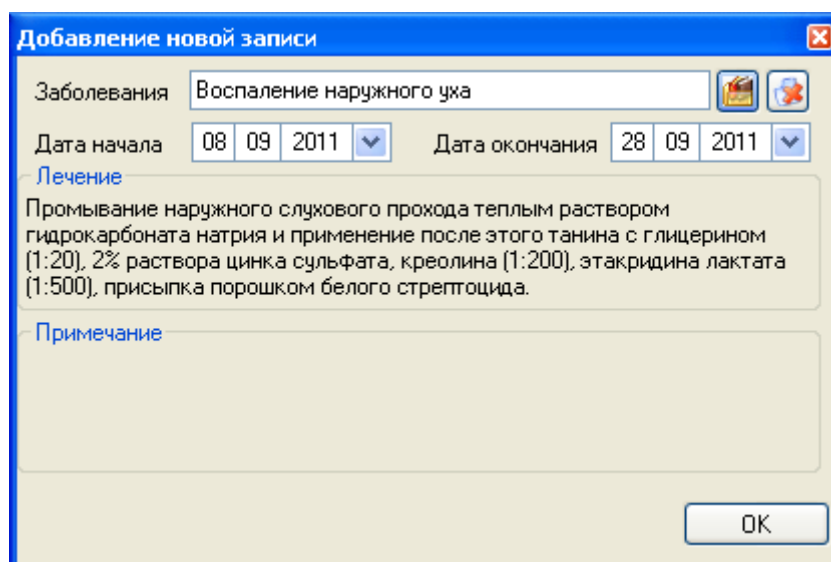 Добавление новой записи
Заболевания Воспаление наружного уха
Дата начала 08 09 2011 Дата окончания 28 09 2011
Лечение
Промывание наружного слухового прохода теплым раствором
гидрокарбоната натрия и применение после этого танина с глицерином
(1:20), 2% раствора цинка сульфата, креолина (1:200), этакридина лактата
(1:500), присыпка порошком белого стрептоцида.
Примечание
OK